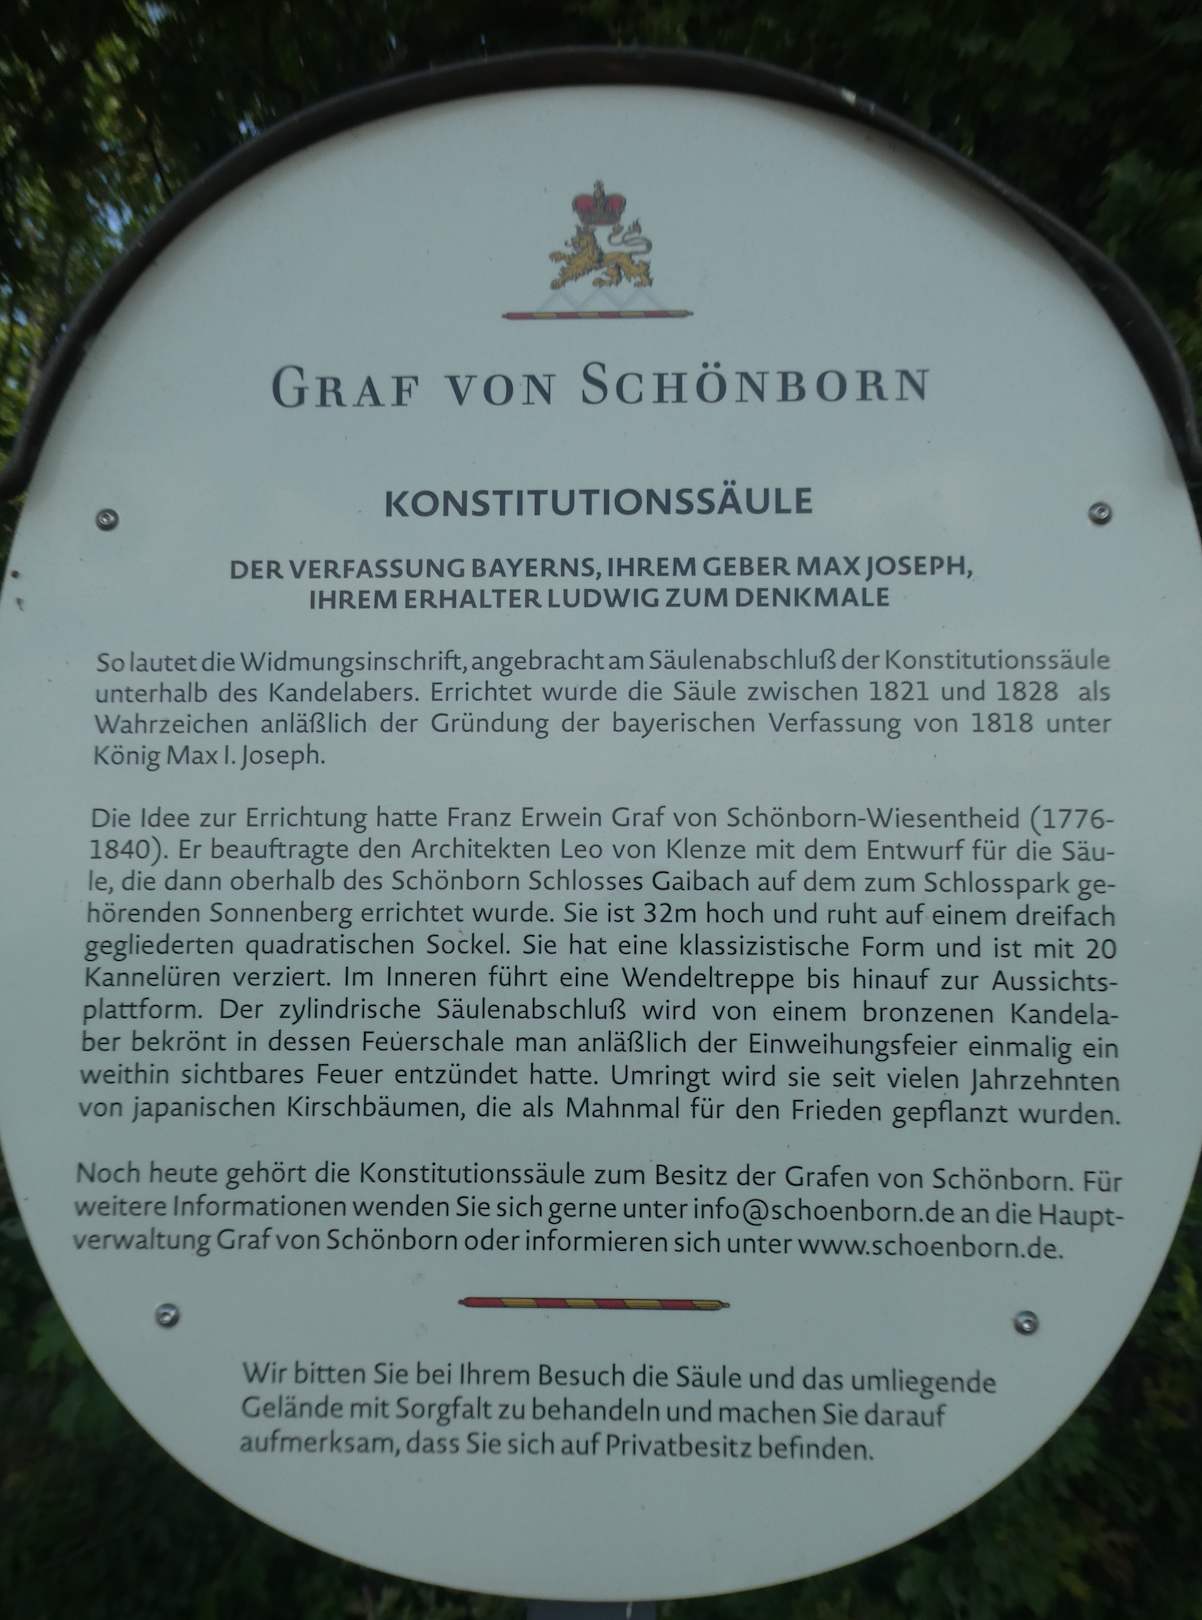 GRAF VON SCHÖNBORN
KONSTITUTIONSSÄULE
DER VERFASSUNG BAYERNS, IHREM GEBER MAX JOSEPH,
IHREM ERHALTER LUDWIG ZUM DENKMALE
So lautet die Widmungsinschrift, angebracht am Säulenabschluß der Konstitutionssäule
unterhalb des Kandelabers. Errichtet wurde die Säule zwischen 1821 und 1828 als
Wahrzeichen anläßlich der Gründung der bayerischen Verfassung von 1818 unter
König Max I. Joseph.
Die Idee zur Errichtung hatte Franz Erwein Graf von Schönborn-Wiesentheid (1776-
1840). Er beauftragte den Architekten Leo von Klenze mit dem Entwurf für die Säu-
le, die dann oberhalb des Schönborn Schlosses Gaibach auf dem zum Schlosspark ge-
hörenden Sonnenberg errichtet wurde. Sie ist 32m hoch und ruht auf einem dreifach
gegliederten quadratischen Sockel. Sie hat eine klassizistische Form und ist mit 20
Kannelüren verziert. Im Inneren führt eine Wendeltreppe bis hinauf zur Aussichts-
plattform. Der zylindrische Säulenabschluß wird von einem bronzenen Kandela-
ber bekrönt in dessen Feuerschale man anläßlich der Einweihungsfeier einmalig ein
weithin sichtbares Feuer entzündet hatte. Umringt wird sie seit vielen Jahrzehnten
von japanischen Kirschbäumen, die als Mahnmal für den Frieden gepflanzt wurden.
Noch heute gehört die Konstitutionssäule zum Besitz der Grafen von Schönborn. Für
weitere Informationen wenden Sie sich gerne unter info@schoenborn.de an die Haupt-
verwaltung Graf von Schönborn oder informieren sich unter www.schoenborn.de.
Wir bitten Sie bei Ihrem Besuch die Säule und das umliegende
Gelände mit Sorgfalt zu behandeln und machen Sie darauf
aufmerksam, dass Sie sich auf Privatbesitz befinden.